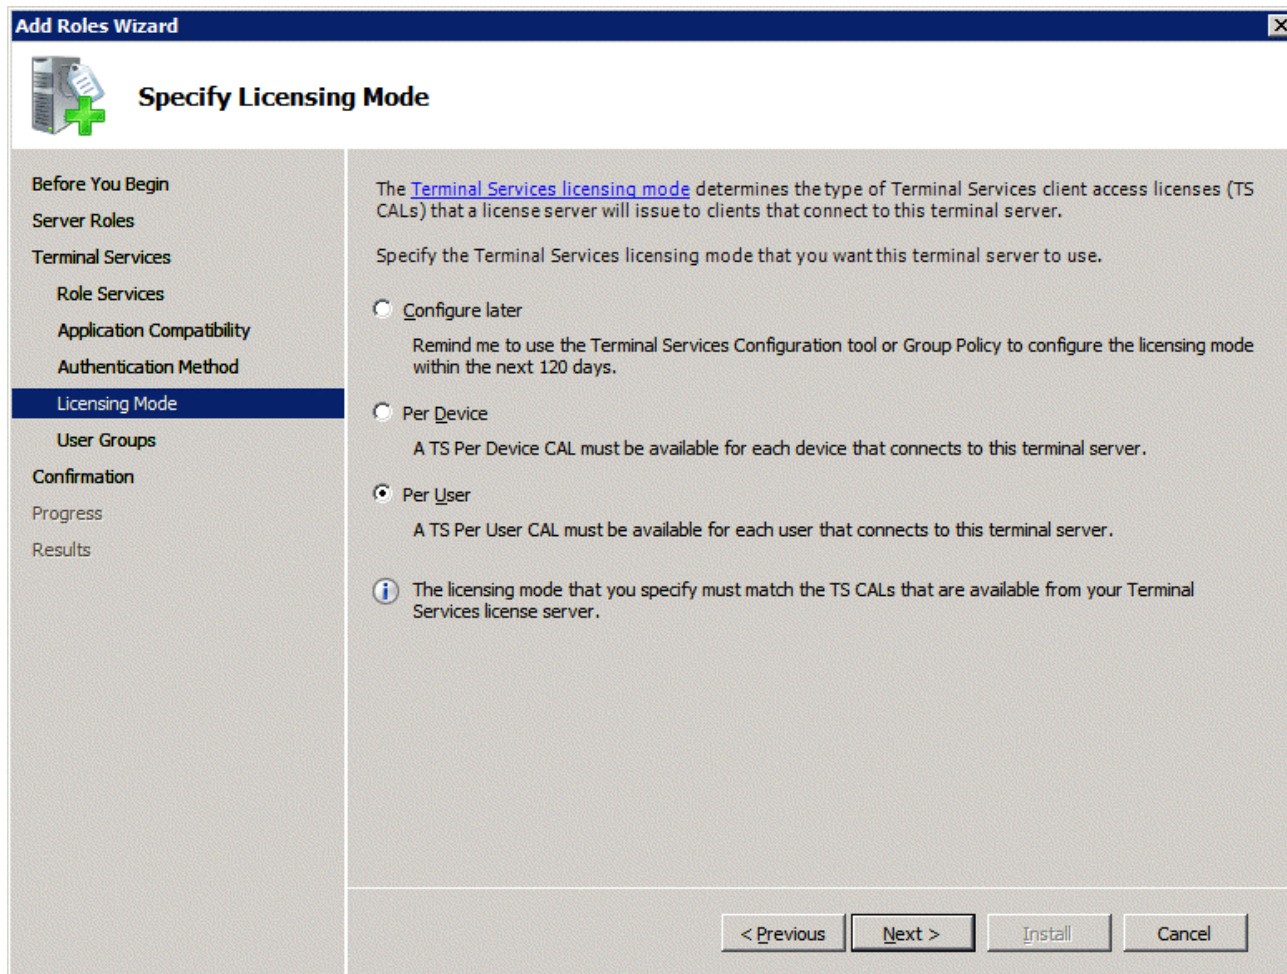 Add Roles Wizard
Specify Licensing Mode
Before You Begin
Server Roles
Terminal Services
Role Services
Application Compatibility
Authentication Method
Licensing Mode
User Groups
Confirmation
Progress
Results
The Terminal Services licensing mode determines the type of Terminal Services client access licenses (TS
CALs) that a license server will issue to clients that connect to this terminal server.
Specify the Terminal Services licensing mode that you want this terminal server to use.
Configure later
Remind me to use the Terminal Services Configuration tool or Group Policy to configure the licensing mode
within the next 120 days.
Per Device
A TS Per Device CAL must be available for each device that connects to this terminal server.
Per User
A TS Per User CAL must be available for each user that connects to this terminal server.
The licensing mode that you specify must match the TS CALs that are available from your Terminal
Services license server.
< Previous
Next >
Install
Cancel